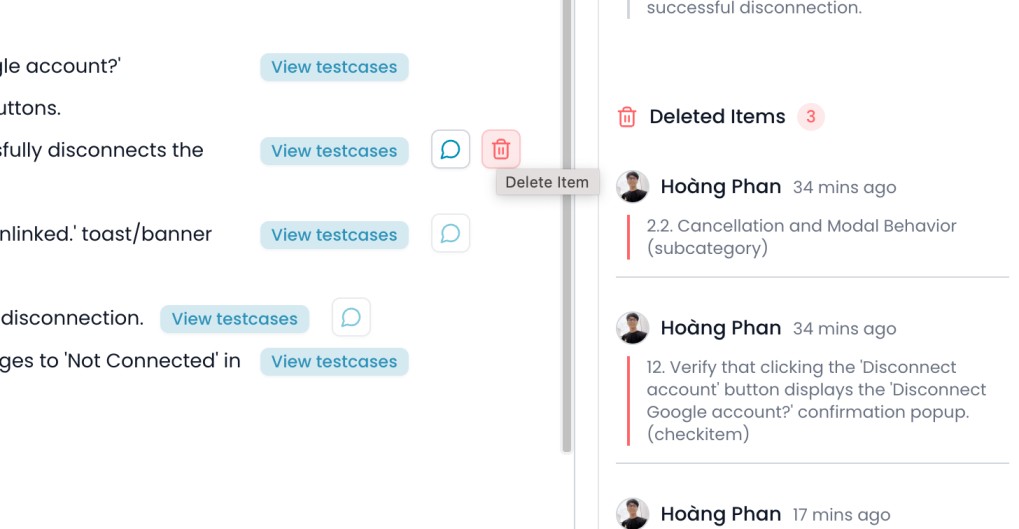 successful disconnection.
gle account?'
View testcases
uttons.
sfully disconnects the
View testcases
Delete Item
nlinked.' toast/banner
View testcases
disconnection.
View testcases
ges to 'Not Connected' in
View testcases
Deleted Items 3
Hoàng Phan 34 mins ago
2.2. Cancellation and Modal Behavior
(subcategory)
Hoàng Phan 34 mins ago
12. Verify that clicking the 'Disconnect
account' button displays the 'Disconnect
Google account?' confirmation popup.
(checkitem)
Hoàng Phan 17 mins ago